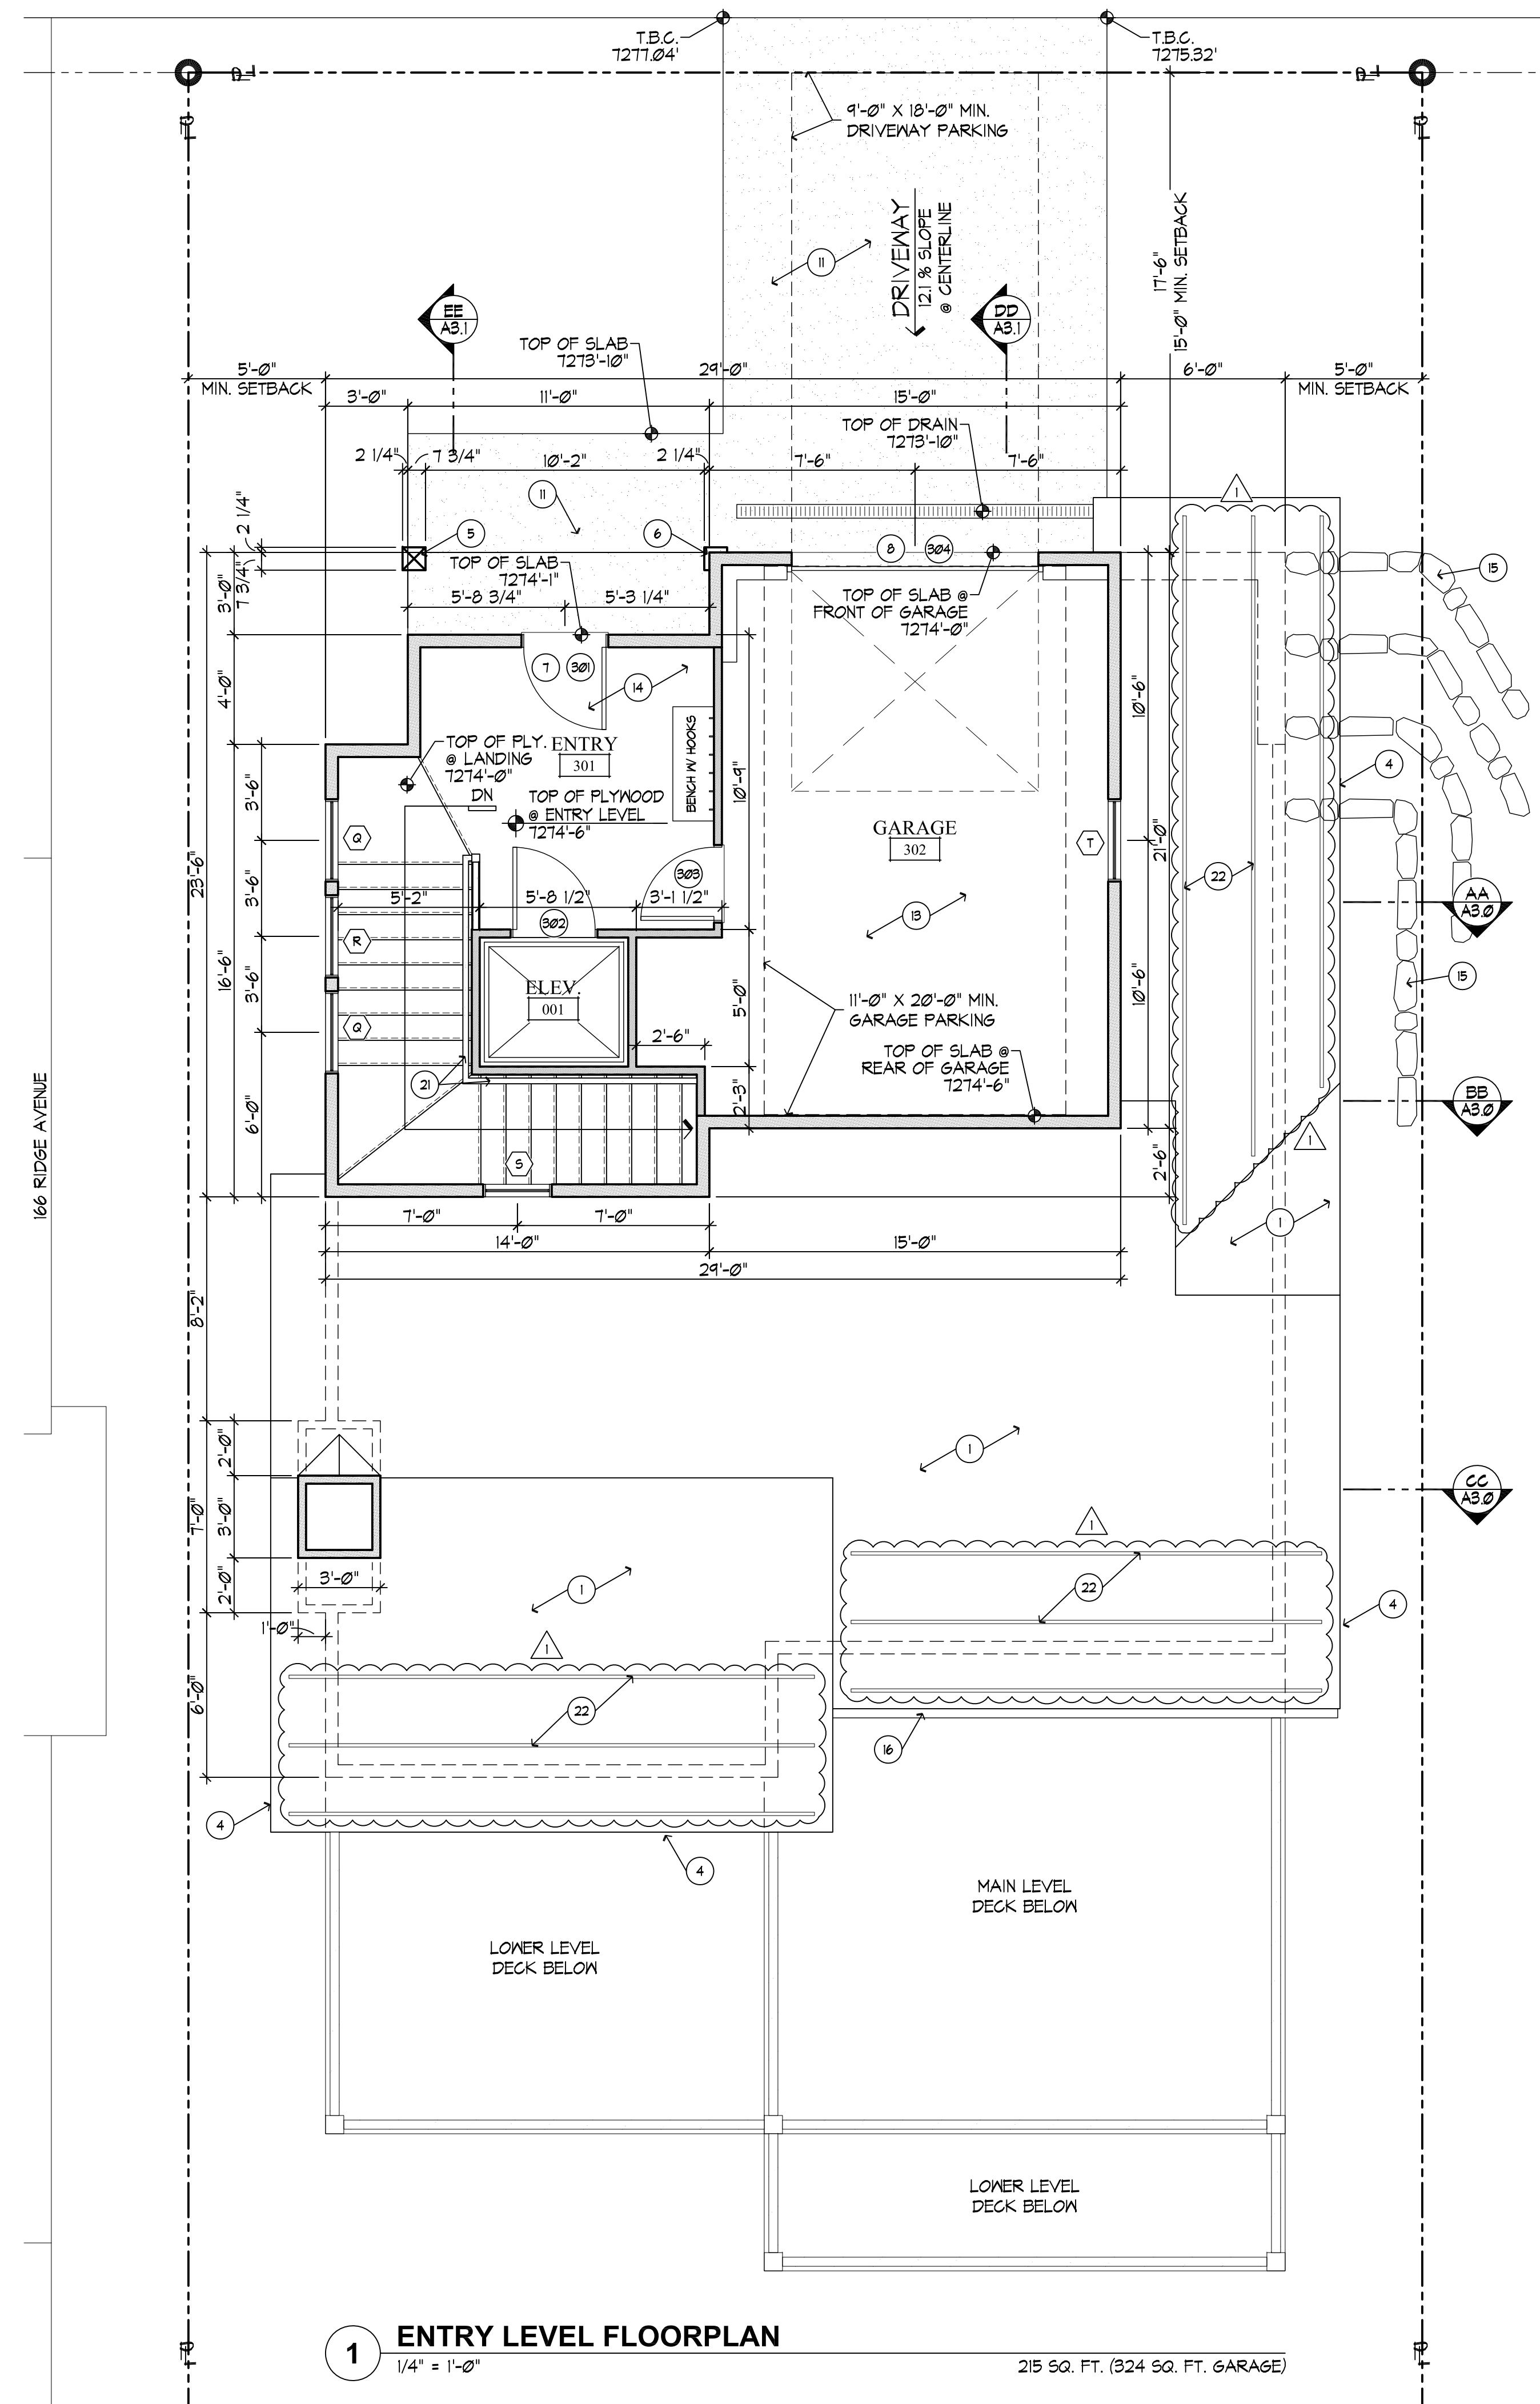 T.B.C.
7277.04'
T.B.C.
7275.32'
PL
PL
PL
PL
9'-0" X 18'-0" MIN.
DRIVEWAY PARKING
DRIVEWAY
12.1 % SLOPE
@ CENTERLINE
11
17'-6"
15'-0" MIN. SETBACK
EE
A3.1
DD
A3.1
TOP OF SLAB
7273'-10"
5'-0"
MIN. SETBACK
29'-0"
6'-0"
5'-0"
MIN. SETBACK
3'-0"
11'-0"
15'-0"
TOP OF DRAIN
7273'-10"
2 1/4"
7 3/4"
10'-2"
2 1/4"
7'-6"
7'-6"
11
1
2 1/4"
7 3/4"
5
6
8
304
15
TOP OF SLAB
7274'-1"
3'-0"
5'-8 3/4"
5'-3 1/4"
TOP OF SLAB @
FRONT OF GARAGE
7274'-0"
7
301
14
4'-0"
10'-6"
BENCH W/ HOOKS
TOP OF PLY.
@ LANDING
7274'-0"
ENTRY
301
DN
TOP OF PLYWOOD
@ ENTRY LEVEL
7274'-6"
3'-6"
10'-9"
4
GARAGE
302
Q
T
21'-0"
23'-6"
303
22
3'-6"
5'-2"
5'-8 1/2"
3'-1 1/2"
302
13
AA
A3.0
R
16'-6"
3'-6"
10'-6"
5'-0"
15
ELEV.
001
11'-0" X 20'-0" MIN.
GARAGE PARKING
Q
2'-6"
TOP OF SLAB @
REAR OF GARAGE
7274'-6"
21
2'-3"
BB
A3.0
6'-0"
166 RIDGE AVENUE
1
S
2'-6"
1
7'-0"
7'-0"
14'-0"
15'-0"
29'-0"
8'-2"
2'-0"
1
CC
A3.0
7'-0"
3'-0"
1
2'-0"
3'-0"
1
22
4
1'-0"
1
6'-0"
22
16
4
4
MAIN LEVEL
DECK BELOW
LOWER LEVEL
DECK BELOW
LOWER LEVEL
DECK BELOW
PL
PL
1
ENTRY LEVEL FLOORPLAN
1/4" = 1'-0"
215 SQ. FT. (324 SQ. FT. GARAGE)